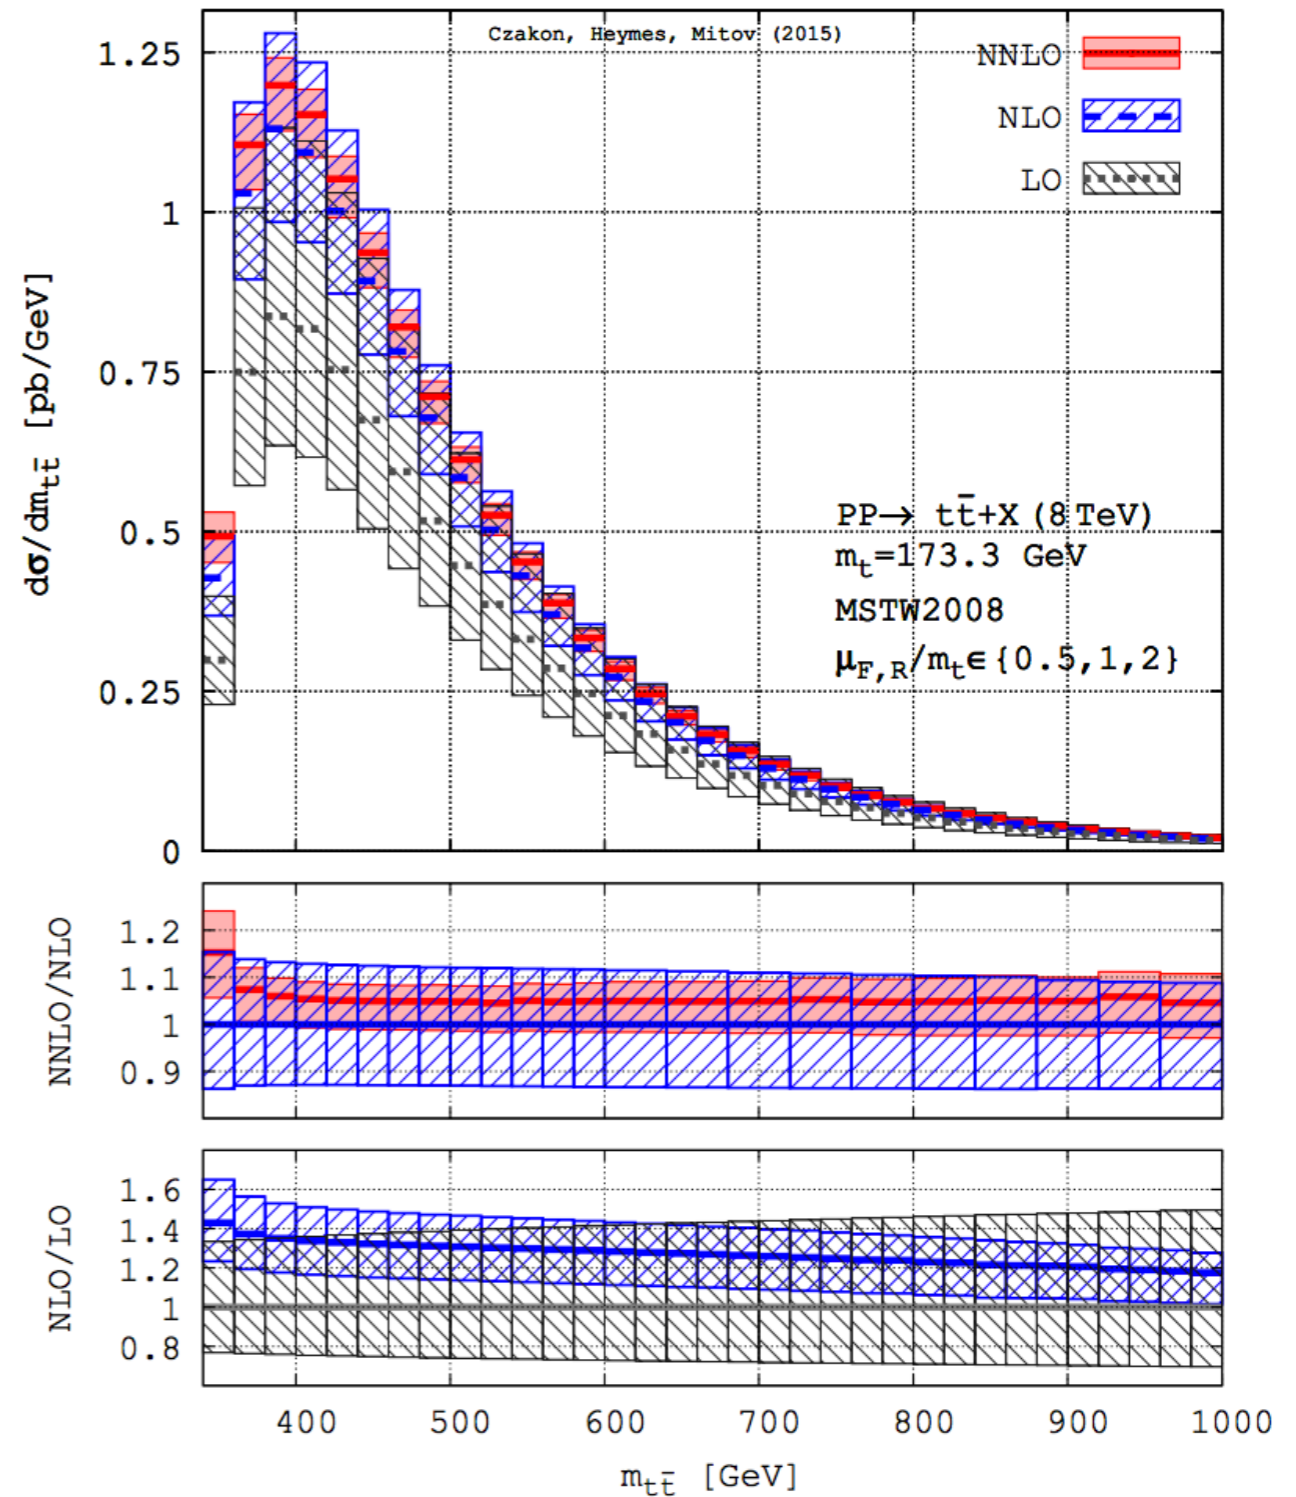 Czakon, Heymes, Mitov (2015)
NNLO
NLO
LO
1.25
1
0.75
0.5
0.25
0
dσ/dm_tt̄ [pb/GeV]
PP→ tt̄+X (8 TeV)
m_t=173.3 GeV
MSTW2008
μ_F,R/m_t∈{0.5,1,2}
NNLO/NLO
1.2
1.1
1
0.9
NLO/LO
1.6
1.4
1.2
1
0.8
400 500 600 700 800 900 1000
m_tt̄ [GeV]